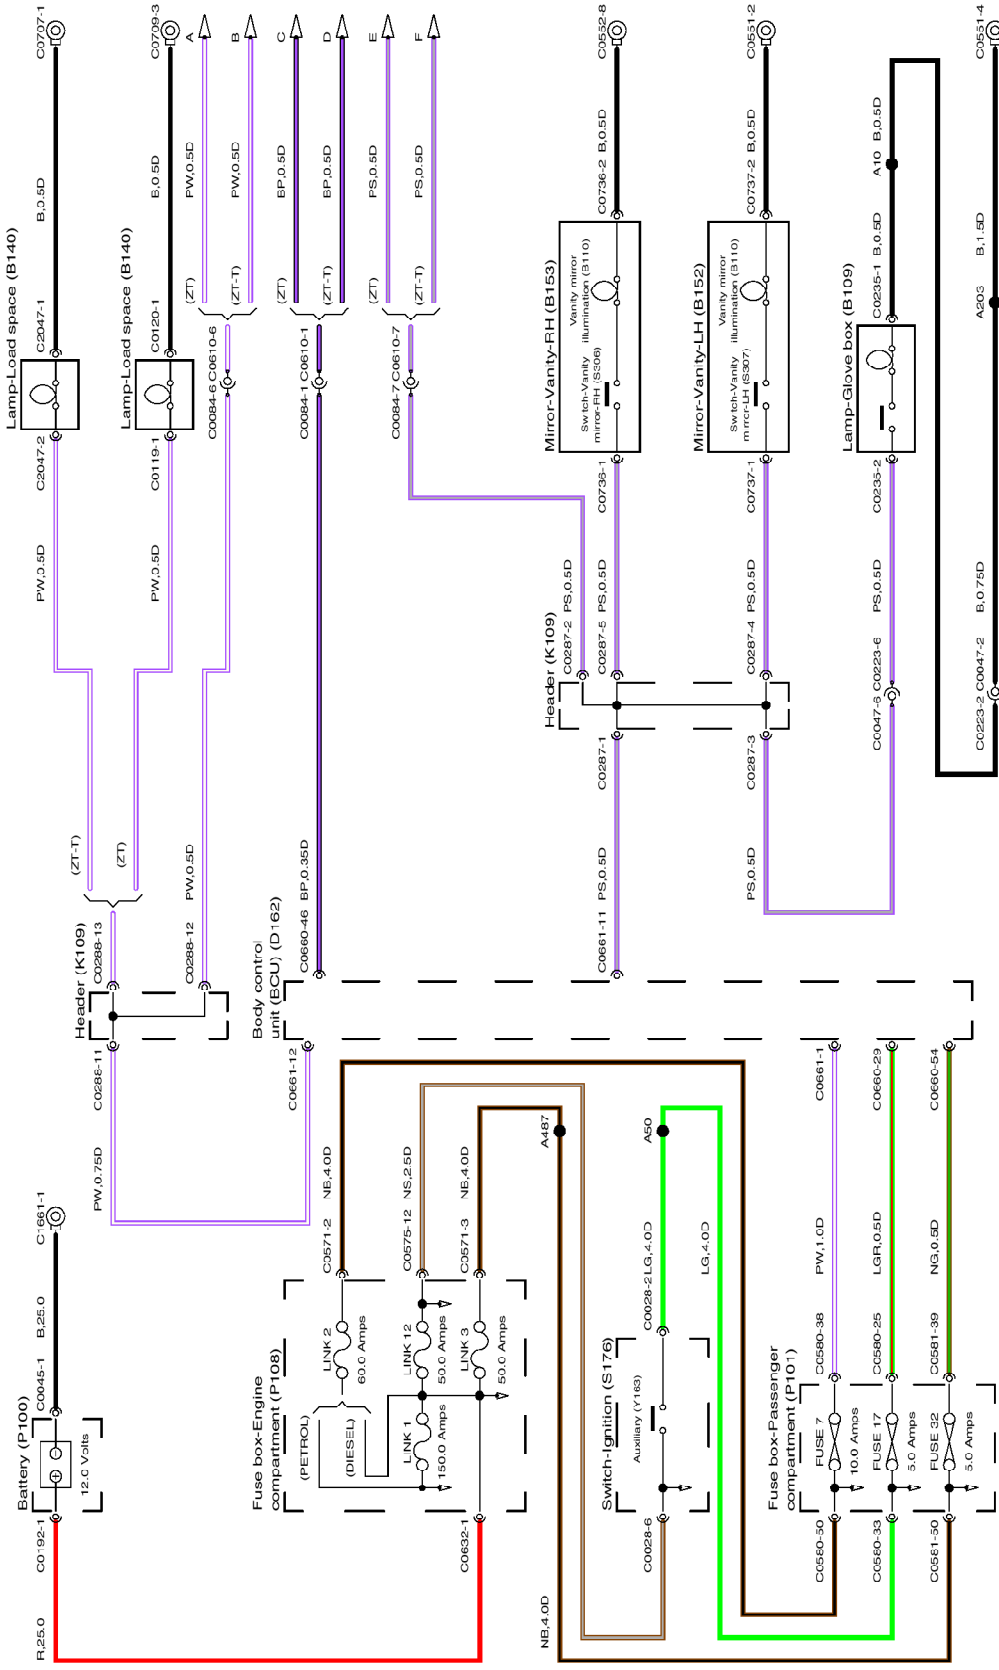 Battery (P100)
12.0 Volts
C0192-1
R,25.0
C0045-1
B,25.0
C1661-1
Fuse box-Engine
compartment (P108)
(PETROL)
(DIESEL)
LINK 2
60.0 Amps
LINK 1
150.0 Amps
LINK 12
50.0 Amps
LINK 3
50.0 Amps
C0632-1
C0571-2
NB,4.0D
C0575-12
NS,2.5D
C0571-3
NB,4.0D
A487
NB,4.0D
Switch-Ignition (S176)
Auxiliary (Y163)
C0028-6
C0028-2
LG,4.0D
A50
LG,4.0D
Fuse box-Passenger
compartment (P101)
FUSE 7
10.0 Amps
FUSE 17
5.0 Amps
FUSE 32
5.0 Amps
C0580-50
C0580-33
C0581-50
C0580-38
PW,1.0D
C0661-1
C0580-25
LGR,0.5D
C0660-29
C0581-39
NG,0.5D
C0660-54
Body control
unit (BCU) (D162)
C0661-12
PW,0.75D
C0288-11
Header (K109)
C0288-13
C0288-12
PW,0.5D
(ZT-T)
(ZT)
PW,0.5D
C2047-2
Lamp-Load space (B140)
C2047-1
B,0.5D
C0707-1
PW,0.5D
C0119-1
Lamp-Load space (B140)
C0120-1
B,0.5D
C0709-3
C0084-6
C0610-6
(ZT)
PW,0.5D
A
(ZT-T)
PW,0.5D
B
C0660-46
BP,0.35D
C0084-1
C0610-1
(ZT)
BP,0.5D
C
(ZT-T)
BP,0.5D
D
C0084-7
C0610-7
(ZT)
PS,0.5D
E
(ZT-T)
PS,0.5D
F
C0661-11
PS,0.5D
C0287-1
Header (K109)
C0287-2
PS,0.5D
C0287-5
PS,0.5D
C0736-1
Mirror-Vanity-RH (B153)
Switch-Vanity
mirror-RH (S306)
Vanity mirror
illumination (B110)
C0736-2
B,0.5D
C0552-8
C0287-4
PS,0.5D
C0737-1
Mirror-Vanity-LH (B152)
Switch-Vanity
mirror-LH (S307)
Vanity mirror
illumination (B110)
C0737-2
B,0.5D
C0551-2
C0287-3
PS,0.5D
C0047-6
C0223-6
PS,0.5D
C0235-2
Lamp-Glove box (B109)
C0235-1
B,0.5D
A10
B,0.5D
C0223-2
C0047-2
B,0.75D
A203
B,1.5D
C0551-4